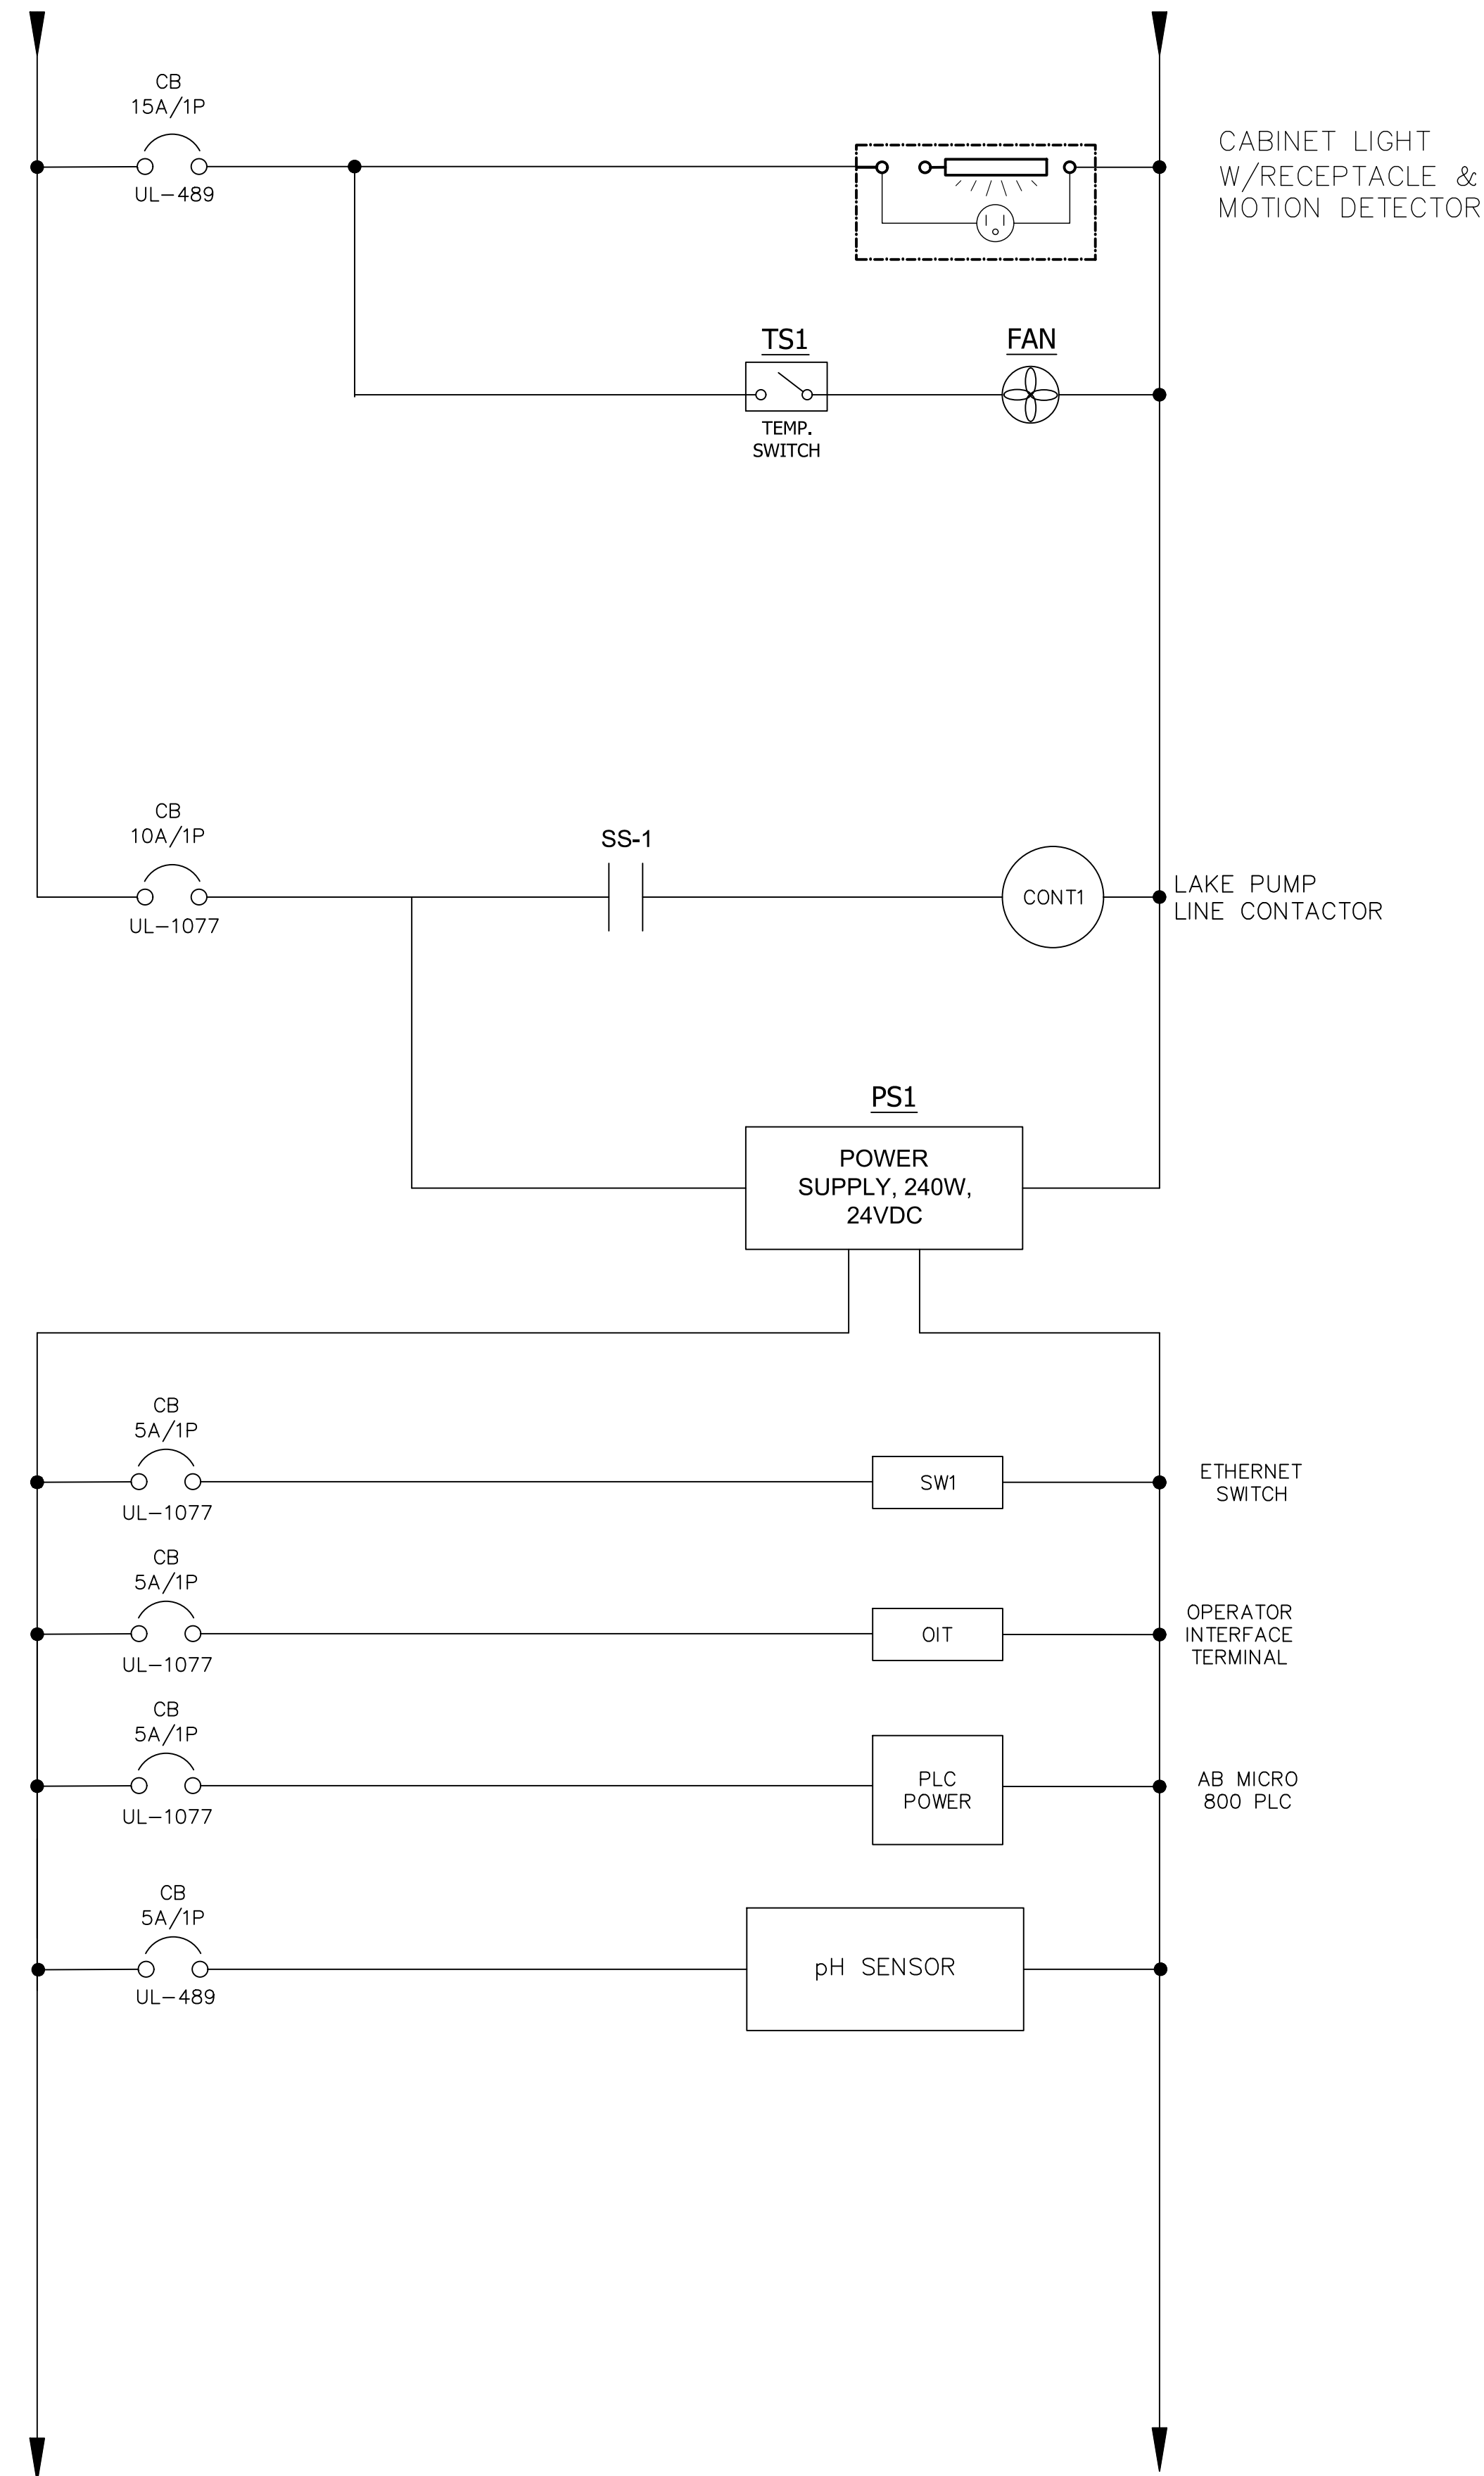 CB
15A/1P
UL-489
CABINET LIGHT
W/RECEPTACLE &
MOTION DETECTOR
TS1
TEMP.
SWITCH
FAN
CB
10A/1P
UL-1077
SS-1
CONT1
LAKE PUMP
LINE CONTACTOR
PS1
POWER
SUPPLY, 240W,
24VDC
CB
5A/1P
UL-1077
SW1
ETHERNET
SWITCH
CB
5A/1P
UL-1077
OIT
OPERATOR
INTERFACE
TERMINAL
CB
5A/1P
UL-1077
PLC
POWER
AB MICRO
800 PLC
CB
5A/1P
UL-489
pH SENSOR